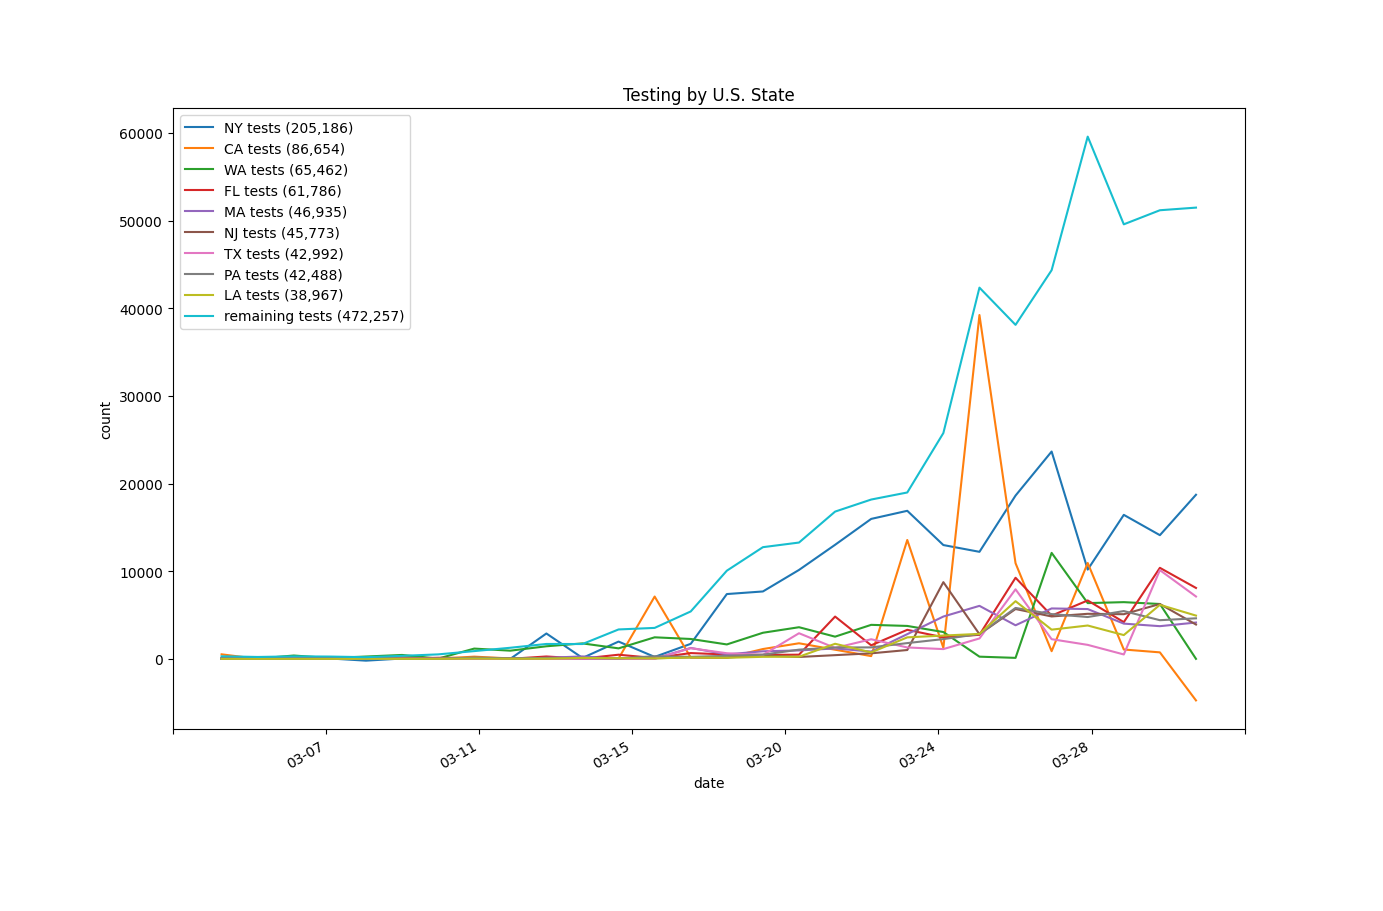 Testing by U.S. State
NY tests (205,186)
CA tests (86,654)
WA tests (65,462)
FL tests (61,786)
MA tests (46,935)
NJ tests (45,773)
TX tests (42,992)
PA tests (42,488)
LA tests (38,967)
remaining tests (472,257)
60000
50000
40000
30000
20000
10000
0
count
03-07
03-11
03-15
03-20
03-24
03-28
date